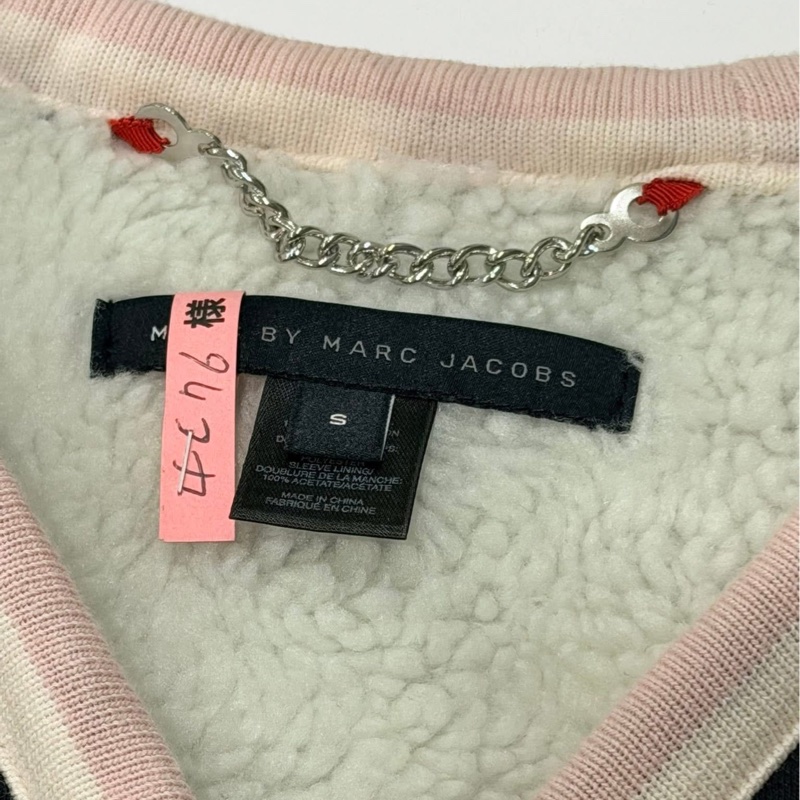 M BY MARC JACOBS
様
S
SLEEVE LINING/
DOUBLURE DE LA MANCHE:
100% ACETATE/ACÉTATE
MADE IN CHINA
FABRIQUÉ EN CHINE